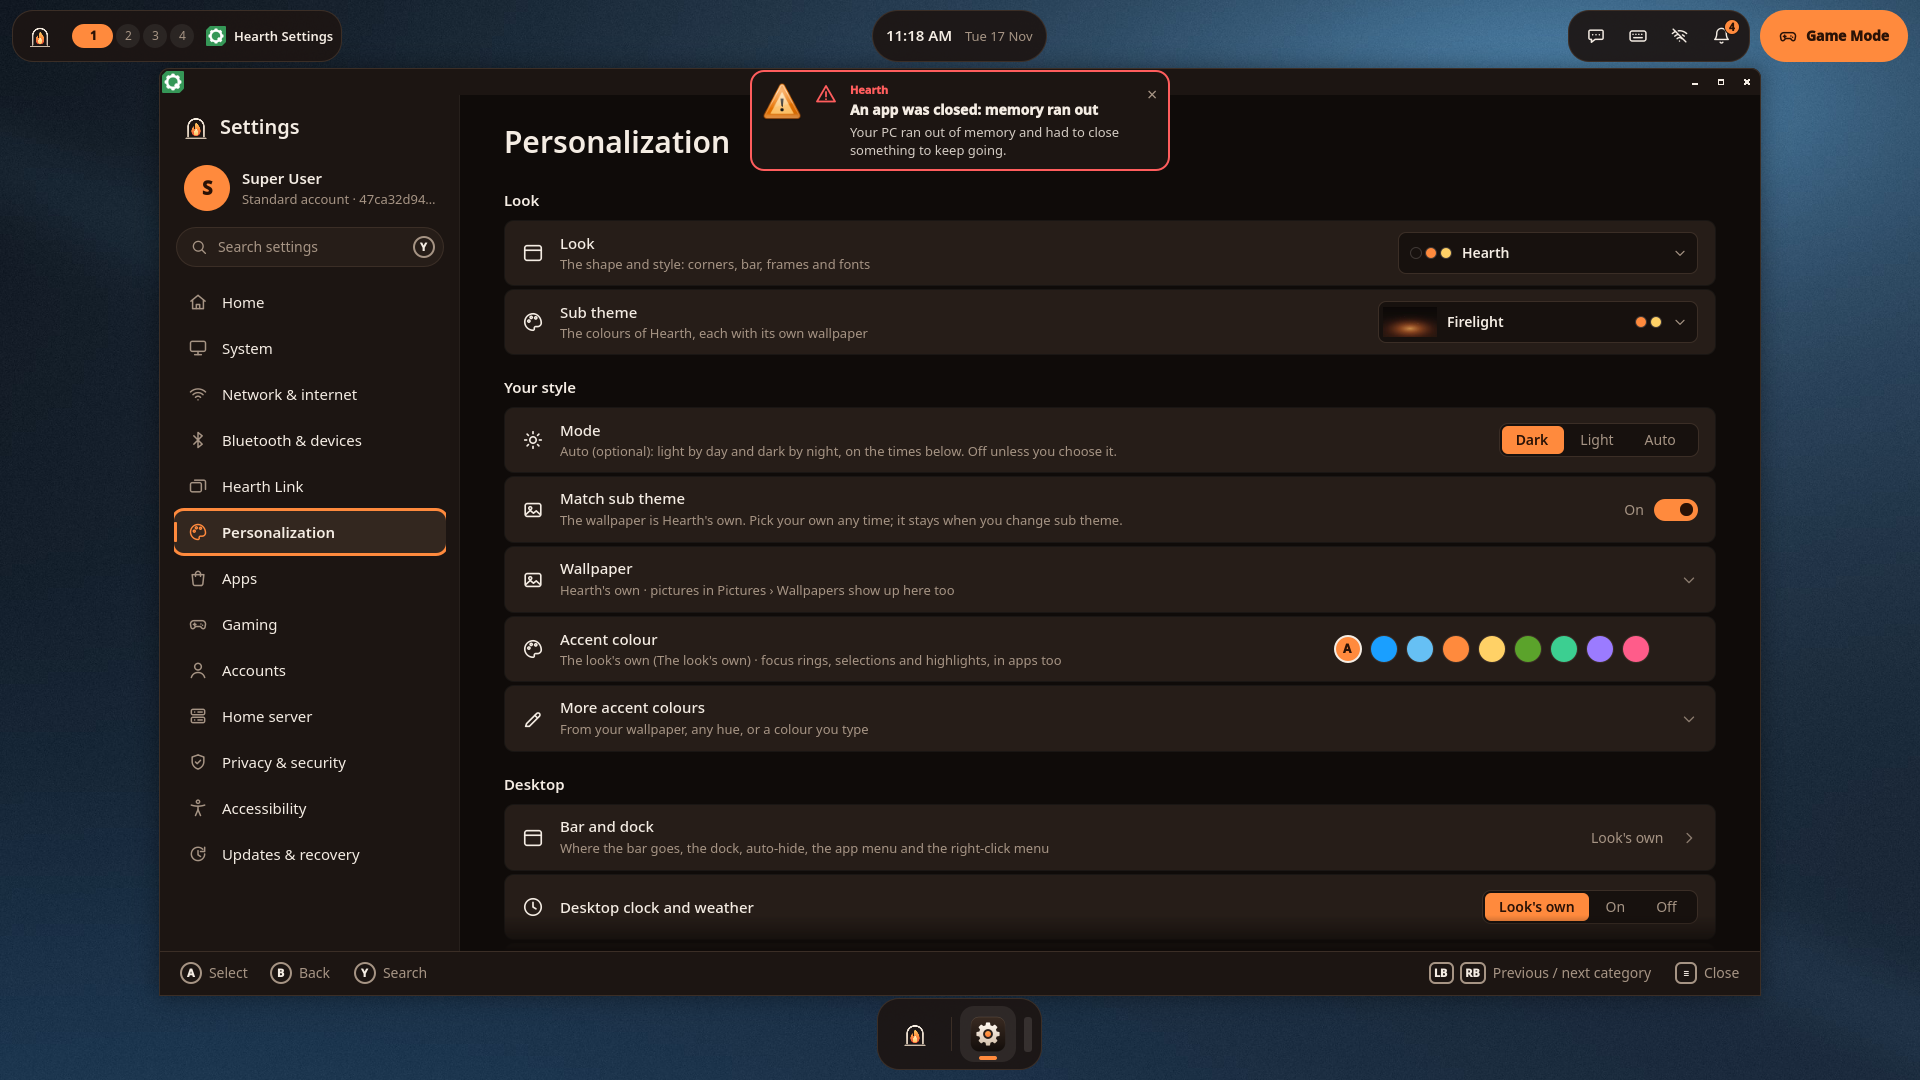 1 2 3 4 Hearth Settings
11:18 AM Tue 17 Nov
4
Game Mode
Hearth
An app was closed: memory ran out
Your PC ran out of memory and had to close
something to keep going.
Settings
S
Super User
Standard account · 47ca32d94...
Search settings Y
Home
System
Network & internet
Bluetooth & devices
Hearth Link
Personalization
Apps
Gaming
Accounts
Home server
Privacy & security
Accessibility
Updates & recovery
Personalization
Look
Look
The shape and style: corners, bar, frames and fonts
Hearth
Sub theme
The colours of Hearth, each with its own wallpaper
Firelight
Your style
Mode
Auto (optional): light by day and dark by night, on the times below. Off unless you choose it.
Dark Light Auto
Match sub theme
The wallpaper is Hearth's own. Pick your own any time; it stays when you change sub theme.
On
Wallpaper
Hearth's own · pictures in Pictures › Wallpapers show up here too
Accent colour
The look's own (The look's own) · focus rings, selections and highlights, in apps too
A
More accent colours
From your wallpaper, any hue, or a colour you type
Desktop
Bar and dock
Where the bar goes, the dock, auto-hide, the app menu and the right-click menu
Look's own
Desktop clock and weather
Look's own On Off
A Select B Back Y Search
LB RB Previous / next category ≡ Close